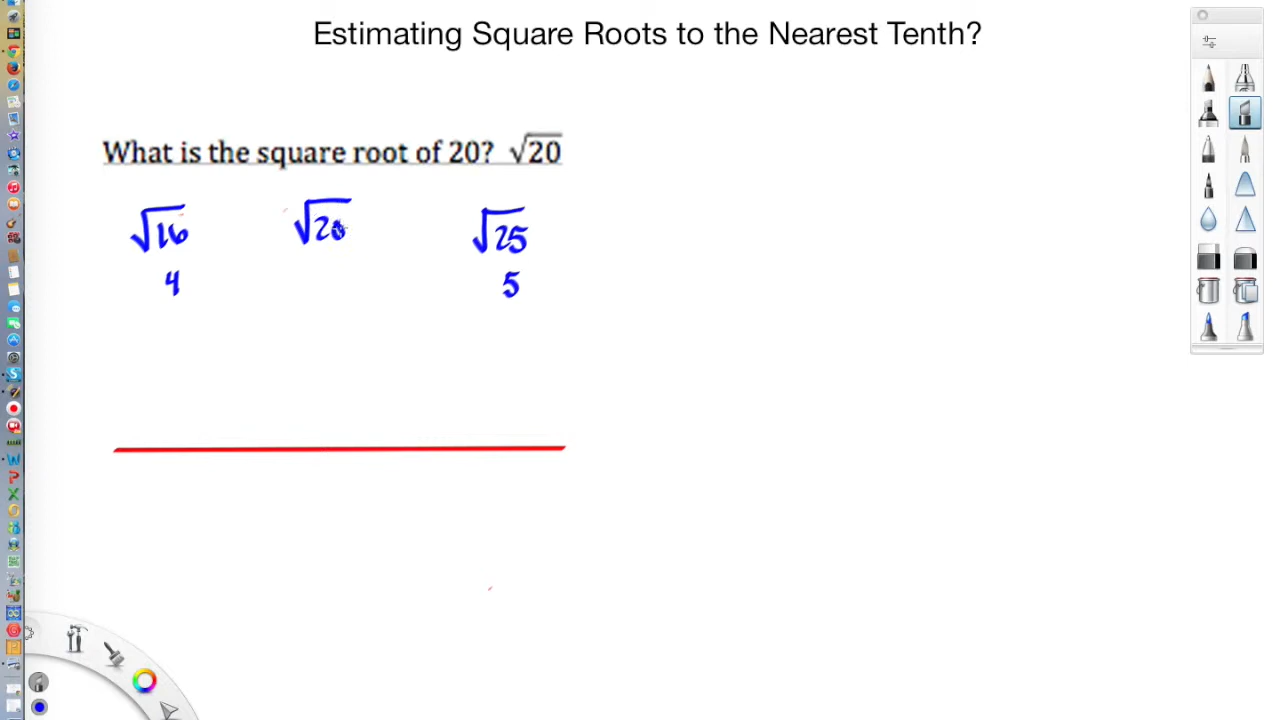 Estimating Square Roots to the Nearest Tenth?
What is the square root of 20? √20
√16 √20 √25
4 5